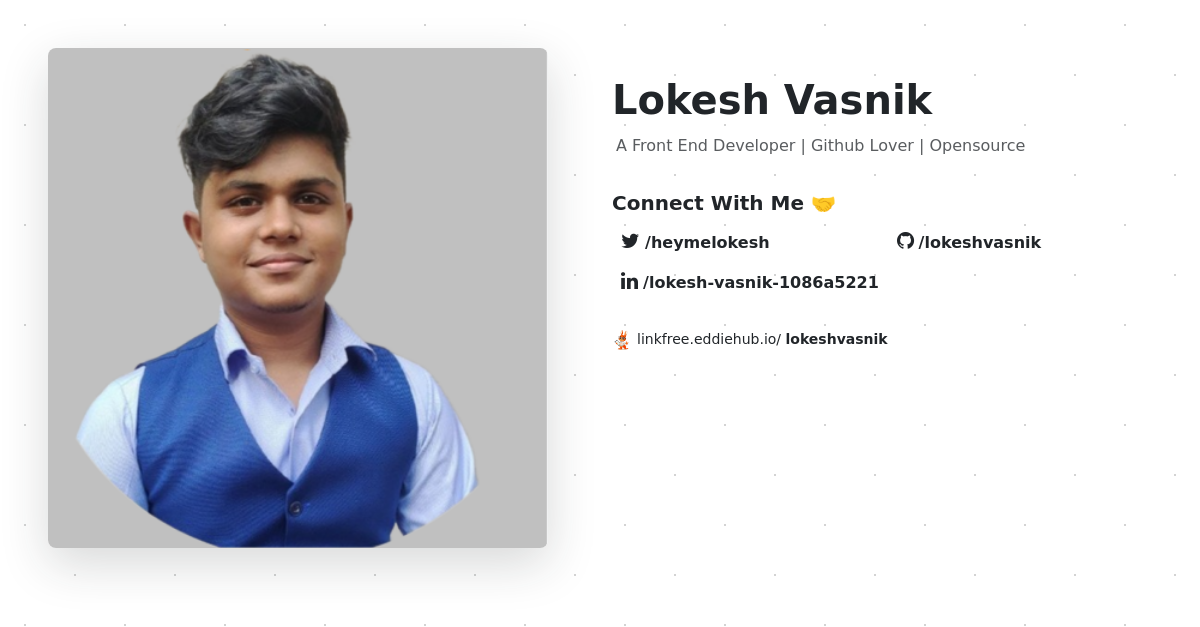 Lokesh Vasnik
A Front End Developer | Github Lover | Opensource
Connect With Me 🤝
/heymelokesh
/lokeshvasnik
/lokesh-vasnik-1086a5221
linkfree.eddiehub.io/ lokeshvasnik